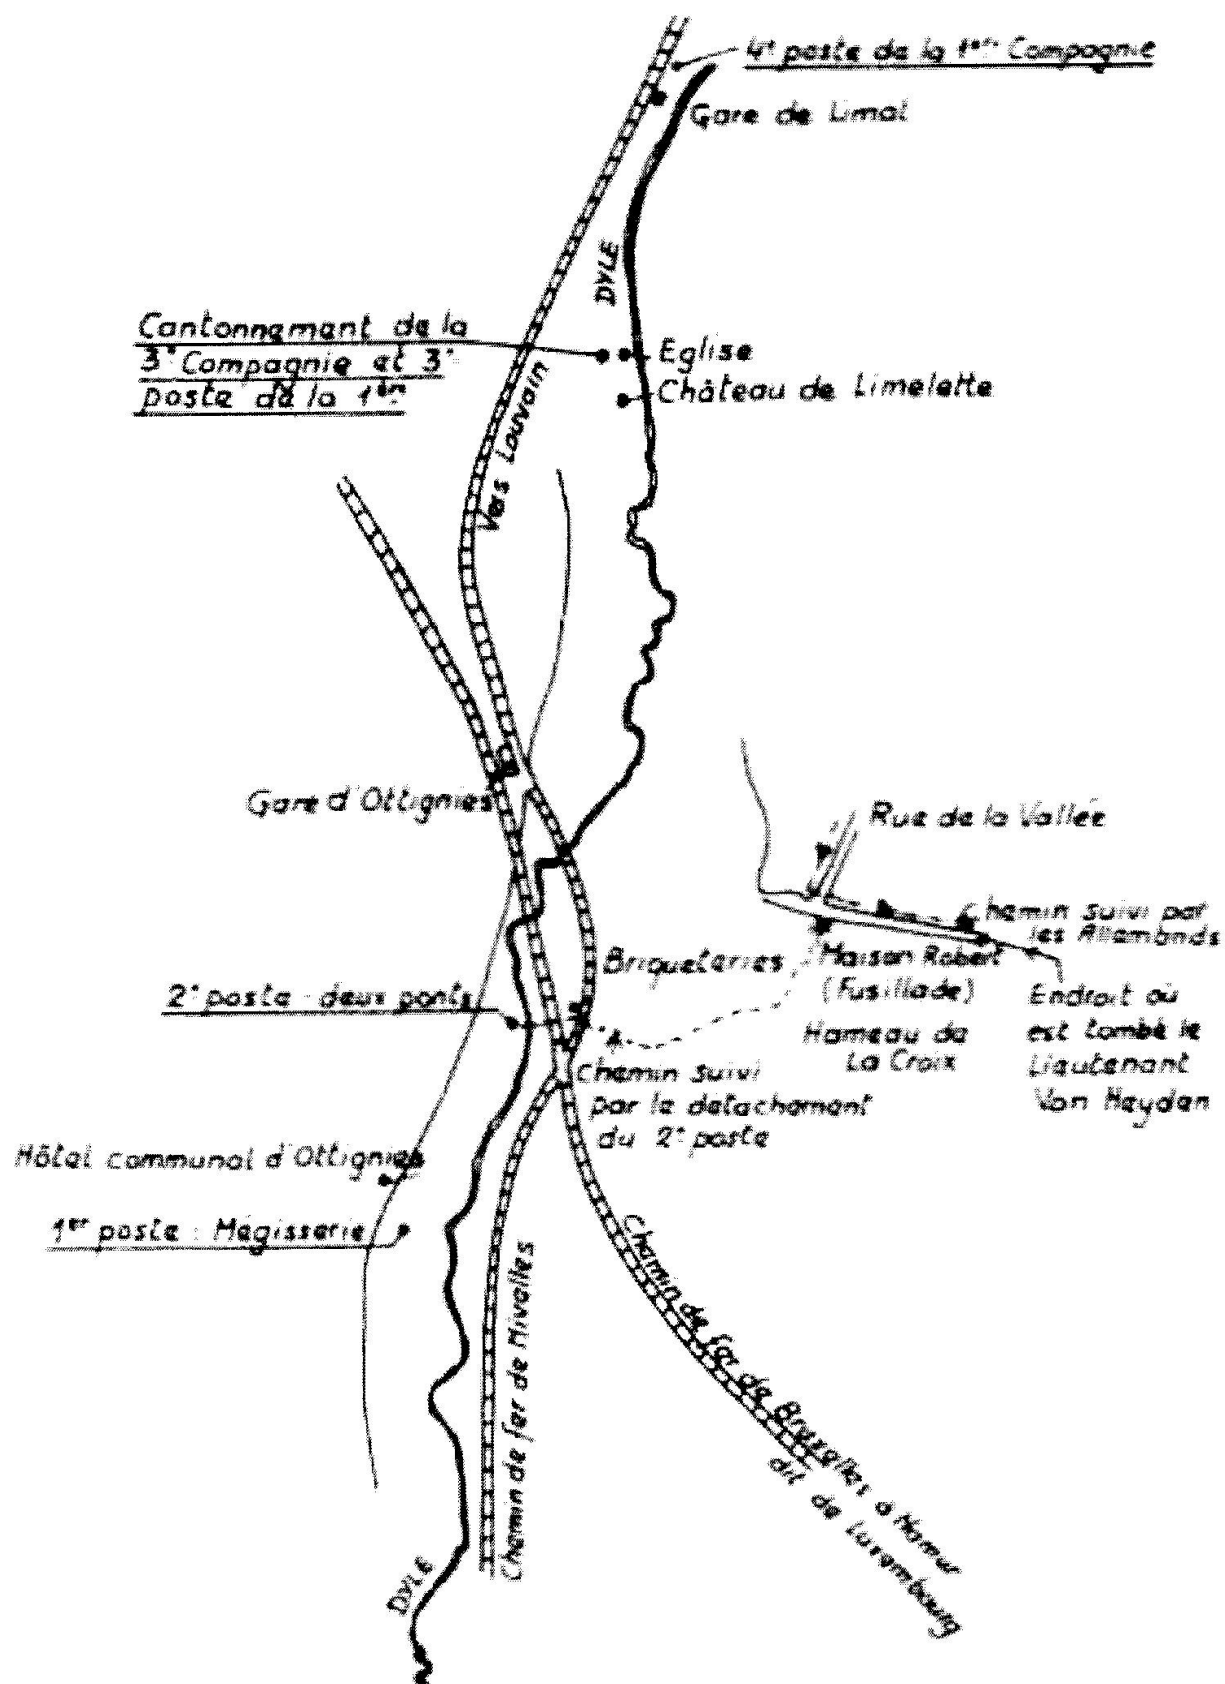 4e poste de la 1ère Compagnie
Gare de Limal
DYLE
Cantonnement de la
3e Compagnie et 3e
poste de la 1ère
Eglise
Château de Limelette
Vers Louvain
Gare d'Ottignies
Rue de la Vallée
Chemin suivi par
les Allemands
Briqueteries
Maison Robert
(Fusillade)
Hameau de
La Croix
Endroit où
est tombé le
Lieutenant
Van Heyden
2e poste : deux ponts
Chemin suivi
par le detachement
du 2e poste
Hôtel communal d'Ottignies
1er poste : Mégisserie
Chemin de fer de Nivelles
Chemin de fer de Bruxelles à Namur
dit de Luxembourg
DYLE